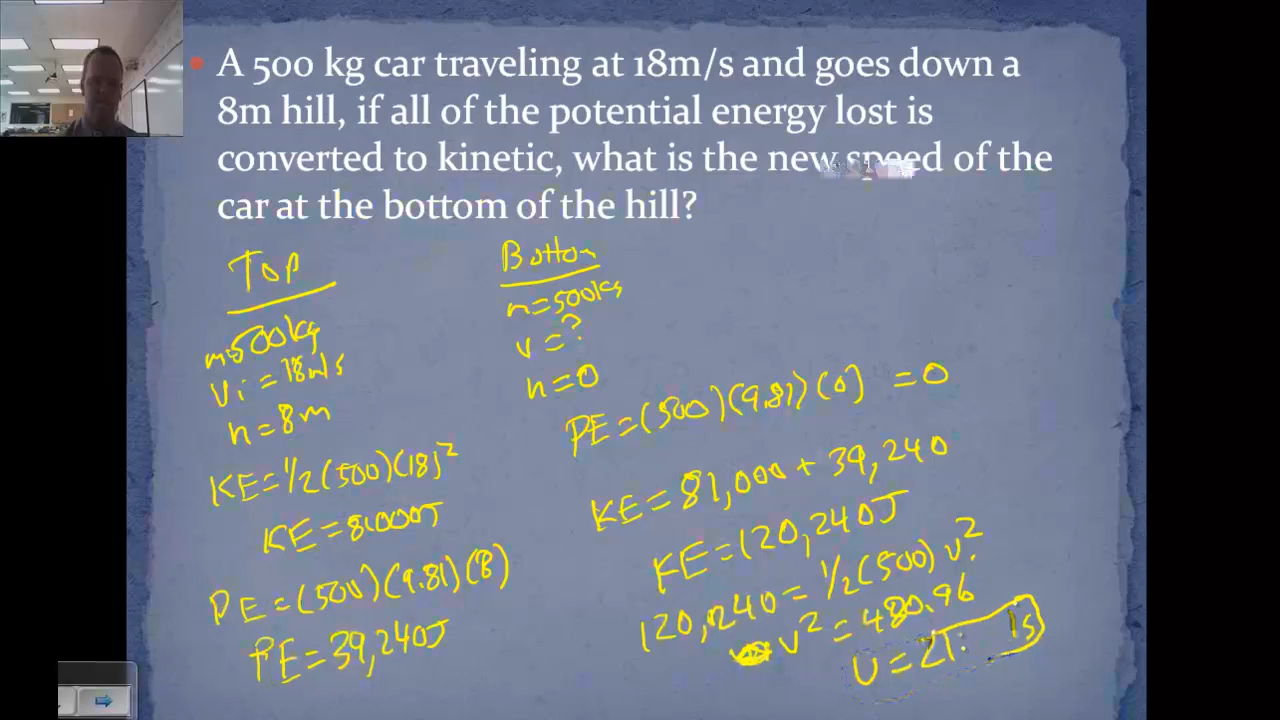 A 500 kg car traveling at 18m/s and goes down a
8m hill, if all of the potential energy lost is
converted to kinetic, what is the new speed of the
car at the bottom of the hill?
Top
m=500kg
Vi = 18m/s
h = 8m
KE = 1/2 (500)(18)²
KE = 81000J
PE = (500)(9.81)(8)
PE = 39,240J
Bottom
m = 500kg
v = ?
h = 0
PE = (500)(9.81)(0) = 0
KE = 81,000 + 39,240
KE = 120,240J
120,240 = 1/2 (500) v²
v² = 480.96
v = 21.